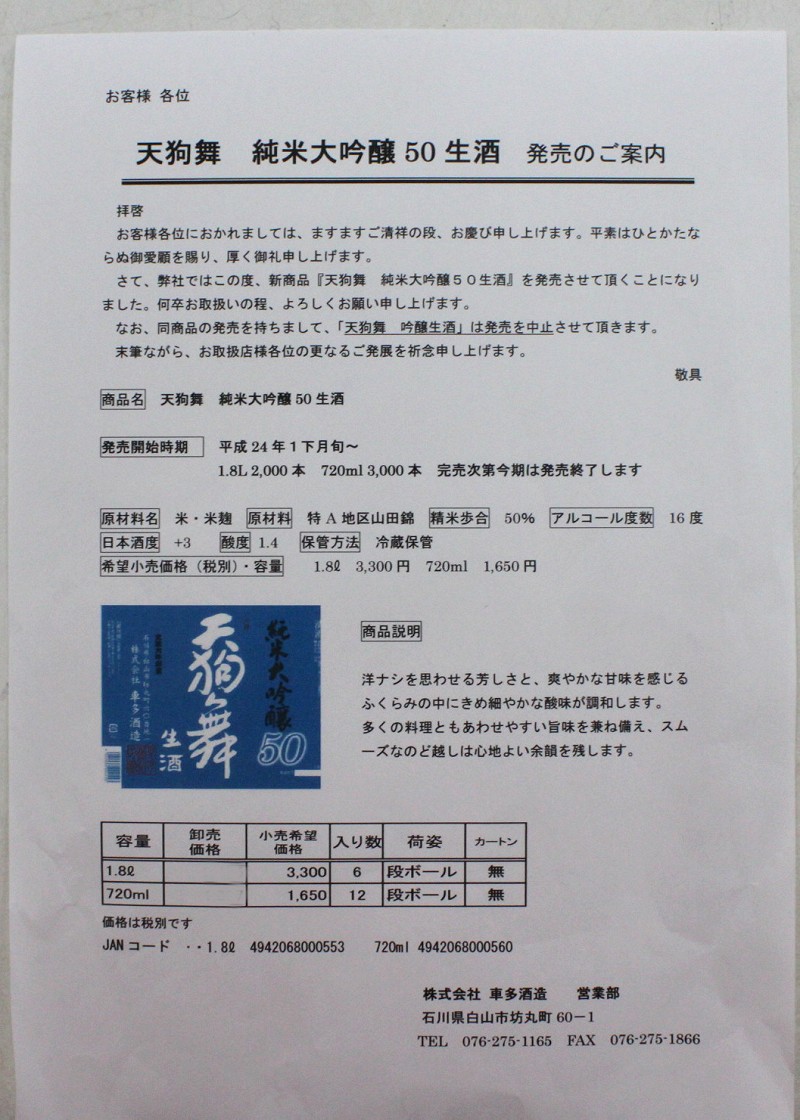 お客様 各位
天狗舞　純米大吟醸 50 生酒　発売のご案内
拝啓
お客様各位におかれましては、ますますご清祥の段、お慶び申し上げます。平素はひとかたな
らぬ御愛顧を賜り、厚く御礼申し上げます。
さて、弊社ではこの度、新商品『天狗舞　純米大吟醸５０生酒』を発売させて頂くことになり
ました。何卒お取扱いの程、よろしくお願い申し上げます。
なお、同商品の発売を持ちまして、「天狗舞　吟醸生酒」は発売を中止させて頂きます。
末筆ながら、お取扱店様各位の更なるご発展を祈念申し上げます。
敬具
商品名　天狗舞　純米大吟醸 50 生酒
発売開始時期　平成 24 年１下月旬～
1.8L 2,000 本　720ml 3,000 本　完売次第今期は発売終了します
原材料名　米・米麹　原材料　特 A 地区山田錦　精米歩合　50%　アルコール度数　16 度
日本酒度　+3　酸度 1.4　保管方法　冷蔵保管
希望小売価格（税別）・容量　1.8ℓ　3,300 円　720ml　1,650 円
純米大吟醸
50
天狗舞
生酒
株式会社 車多酒造
商品説明
洋ナシを思わせる芳しさと、爽やかな甘味を感じる
ふくらみの中にきめ細やかな酸味が調和します。
多くの料理ともあわせやすい旨味を兼ね備え、スム
ーズなのど越しは心地よい余韻を残します。
容量　卸売価格　小売希望価格　入り数　荷姿　カートン
1.8ℓ　3,300　6　段ボール　無
720ml　1,650　12　段ボール　無
価格は税別です
JAN コード　・・1.8ℓ　4942068000553　720ml 4942068000560
株式会社 車多酒造　営業部
石川県白山市坊丸町 60－1
TEL　076-275-1165　FAX　076-275-1866